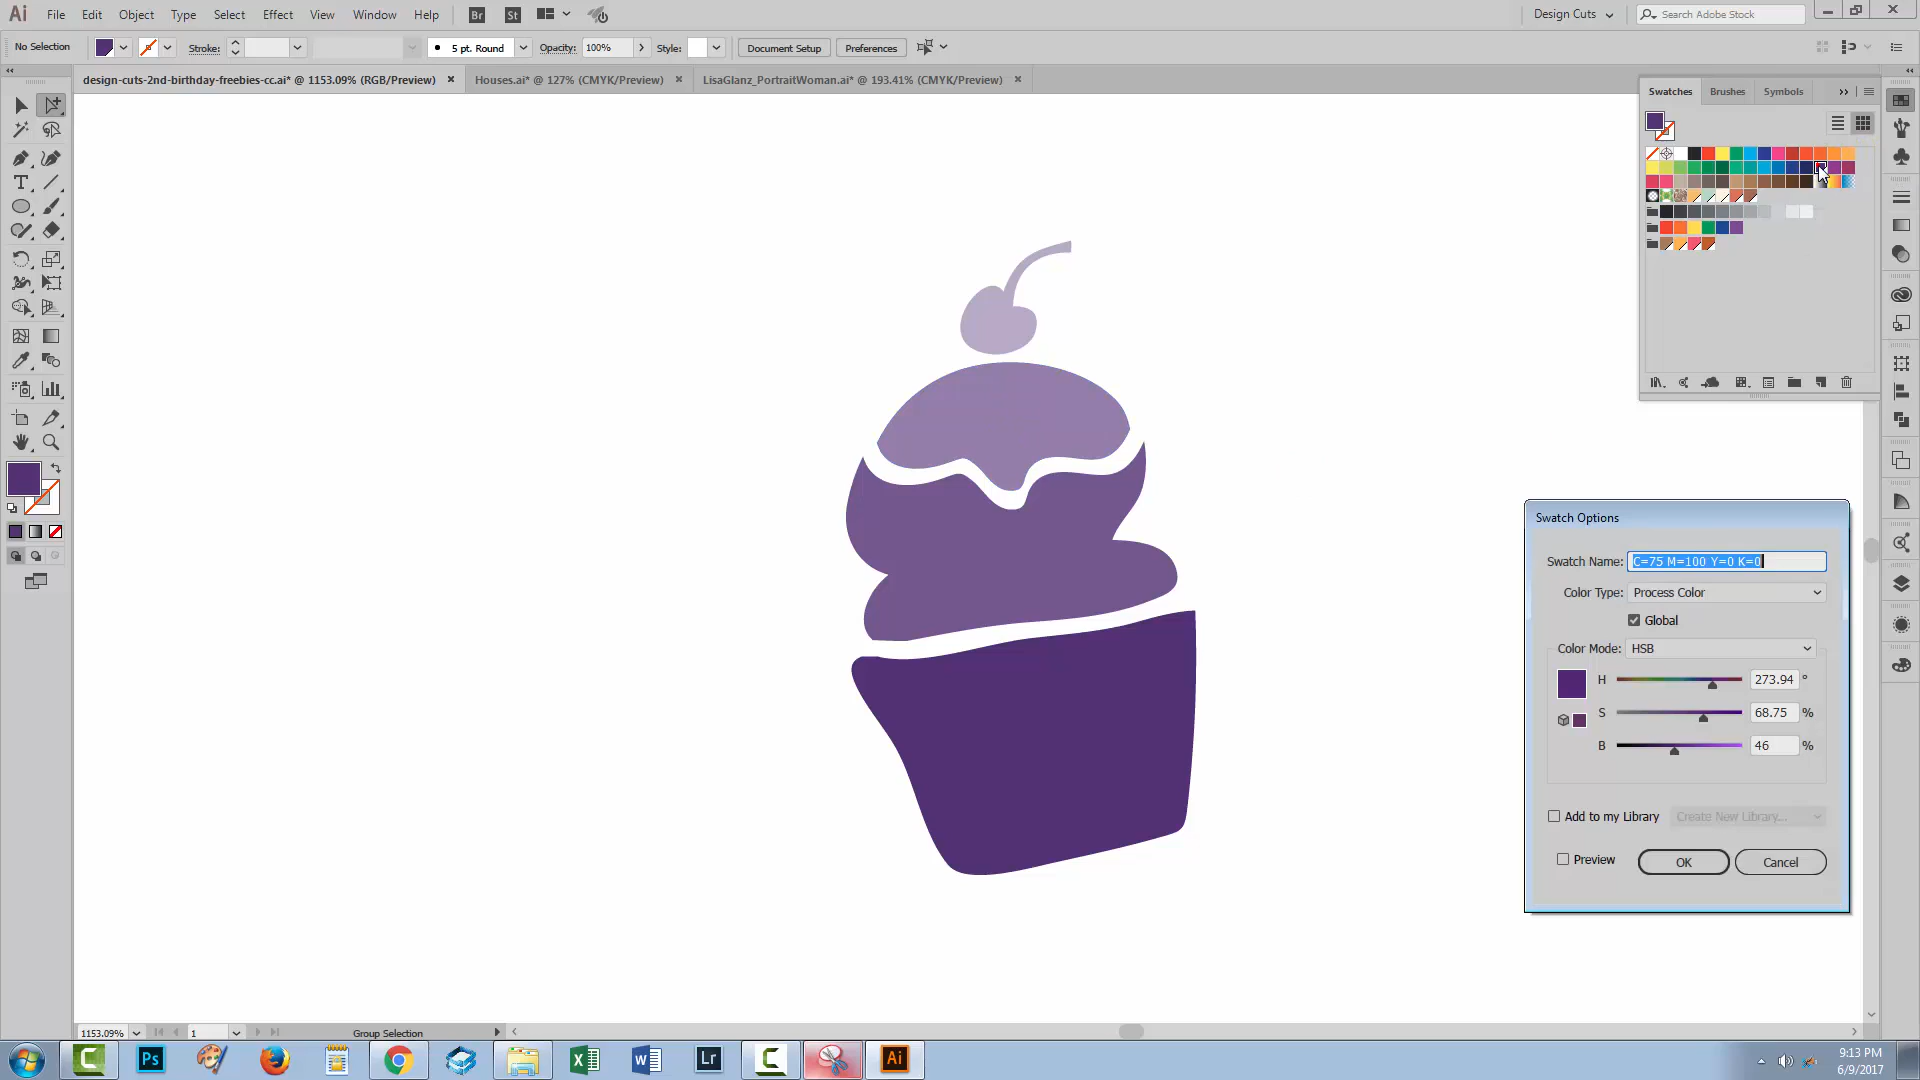 Ai File Edit Object Type Select Effect View Window Help Br St Design Cuts Search Adobe Stock
No Selection Stroke: 5 pt. Round Opacity: 100% Style: Document Setup Preferences
design-cuts-2nd-birthday-freebies-cc.ai* @ 1153.09% (RGB/Preview) × Houses.ai* @ 127% (CMYK/Preview) × LisaGlanz_PortraitWoman.ai* @ 193.41% (CMYK/Preview) ×
Swatches Brushes Symbols
Swatch Options
Swatch Name: C=75 M=100 Y=0 K=0
Color Type: Process Color
Global
Color Mode: HSB
H 273.94 °
S 68.75 %
B 46 %
Add to my Library Create New Library...
Preview OK Cancel
1153.09% 1 Group Selection
Ps Lr Ai
9:13 PM
6/9/2017